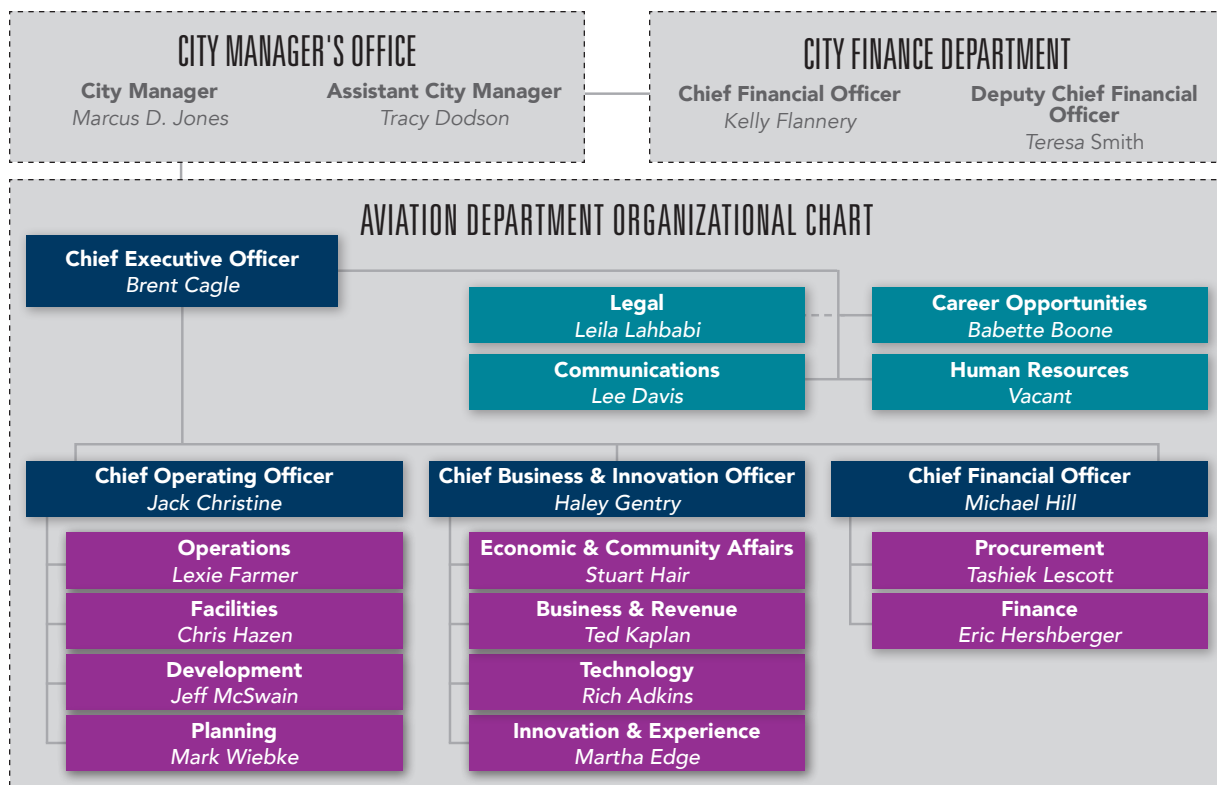 CITY MANAGER'S OFFICE
City Manager
Marcus D. Jones
Assistant City Manager
Tracy Dodson
CITY FINANCE DEPARTMENT
Chief Financial Officer
Kelly Flannery
Deputy Chief Financial
Officer
Teresa Smith
AVIATION DEPARTMENT ORGANIZATIONAL CHART
Chief Executive Officer
Brent Cagle
Legal
Leila Lahbabi
Career Opportunities
Babette Boone
Communications
Lee Davis
Human Resources
Vacant
Chief Operating Officer
Jack Christine
Operations
Lexie Farmer
Facilities
Chris Hazen
Development
Jeff McSwain
Planning
Mark Wiebke
Chief Business & Innovation Officer
Haley Gentry
Economic & Community Affairs
Stuart Hair
Business & Revenue
Ted Kaplan
Technology
Rich Adkins
Innovation & Experience
Martha Edge
Chief Financial Officer
Michael Hill
Procurement
Tashiek Lescott
Finance
Eric Hershberger